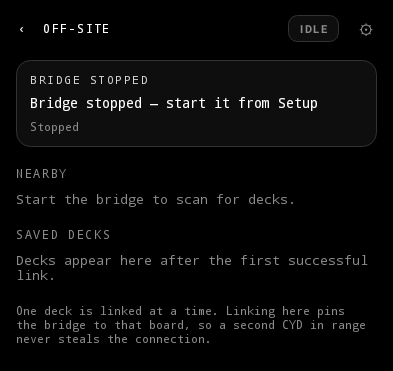 ‹ OFF-SITE IDLE
BRIDGE STOPPED
Bridge stopped — start it from Setup
Stopped
NEARBY
Start the bridge to scan for decks.
SAVED DECKS
Decks appear here after the first successful
link.
One deck is linked at a time. Linking here pins
the bridge to that board, so a second CYD in range
never steals the connection.